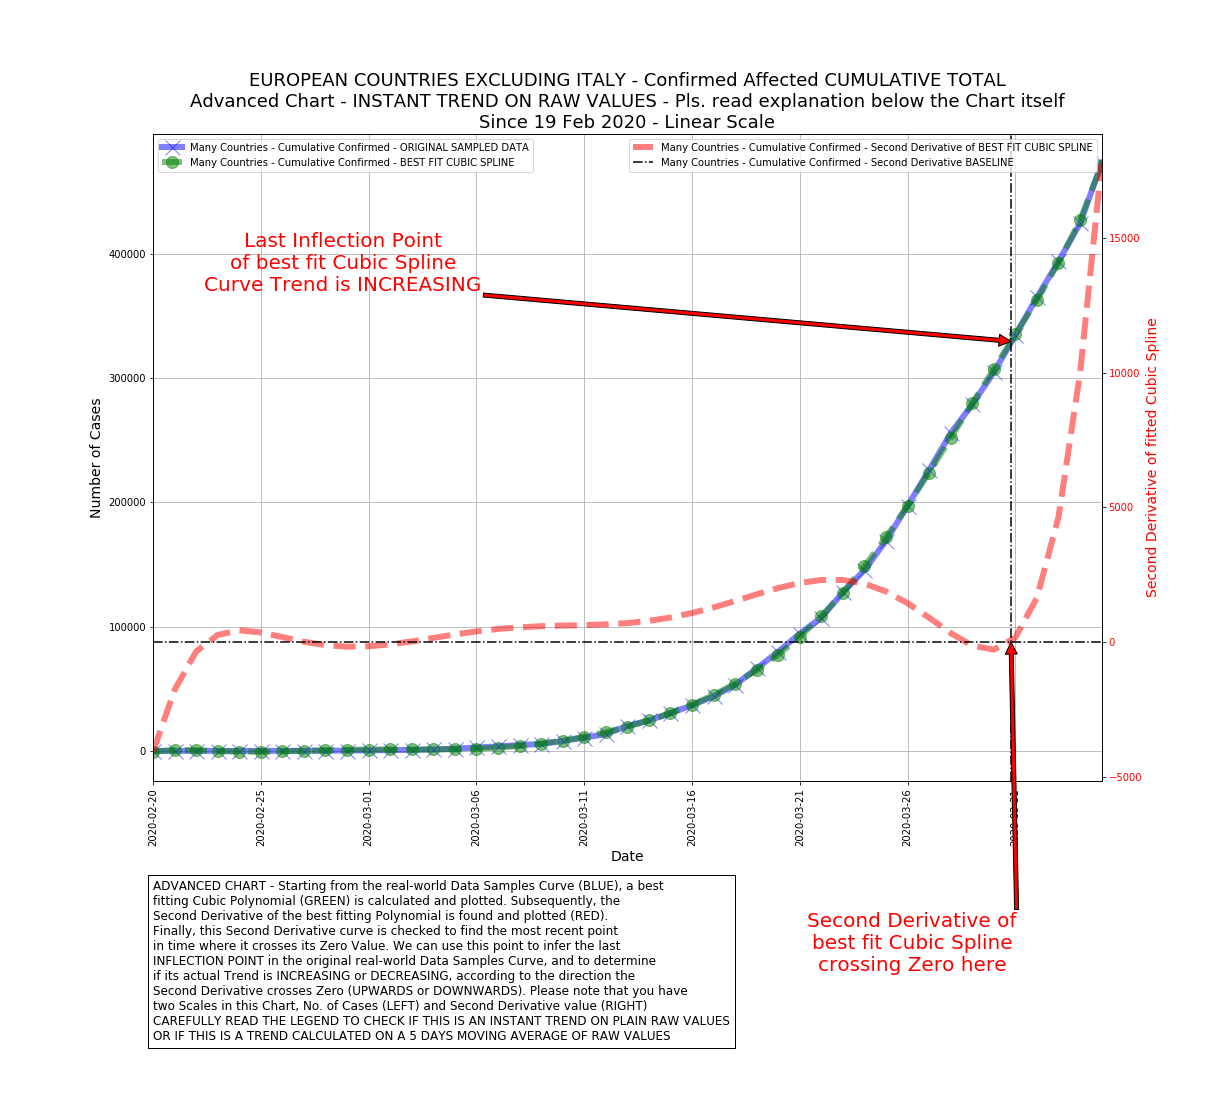 EUROPEAN COUNTRIES EXCLUDING ITALY - Confirmed Affected CUMULATIVE TOTAL
Advanced Chart - INSTANT TREND ON RAW VALUES - Pls. read explanation below the Chart itself
Since 19 Feb 2020 - Linear Scale
Many Countries - Cumulative Confirmed - ORIGINAL SAMPLED DATA
Many Countries - Cumulative Confirmed - BEST FIT CUBIC SPLINE
Many Countries - Cumulative Confirmed - Second Derivative of BEST FIT CUBIC SPLINE
Many Countries - Cumulative Confirmed - Second Derivative BASELINE
Last Inflection Point
of best fit Cubic Spline
Curve Trend is INCREASING
Number of Cases
400000
300000
200000
100000
0
Second Derivative of fitted Cubic Spline
15000
10000
5000
0
−5000
2020-02-20
2020-02-25
2020-03-01
2020-03-06
2020-03-11
2020-03-16
2020-03-21
2020-03-26
2020-03-31
Date
ADVANCED CHART - Starting from the real-world Data Samples Curve (BLUE), a best
fitting Cubic Polynomial (GREEN) is calculated and plotted. Subsequently, the
Second Derivative of the best fitting Polynomial is found and plotted (RED).
Finally, this Second Derivative curve is checked to find the most recent point
in time where it crosses its Zero Value. We can use this point to infer the last
INFLECTION POINT in the original real-world Data Samples Curve, and to determine
if its actual Trend is INCREASING or DECREASING, according to the direction the
Second Derivative crosses Zero (UPWARDS or DOWNWARDS). Please note that you have
two Scales in this Chart, No. of Cases (LEFT) and Second Derivative value (RIGHT)
CAREFULLY READ THE LEGEND TO CHECK IF THIS IS AN INSTANT TREND ON PLAIN RAW VALUES
OR IF THIS IS A TREND CALCULATED ON A 5 DAYS MOVING AVERAGE OF RAW VALUES
Second Derivative of
best fit Cubic Spline
crossing Zero here